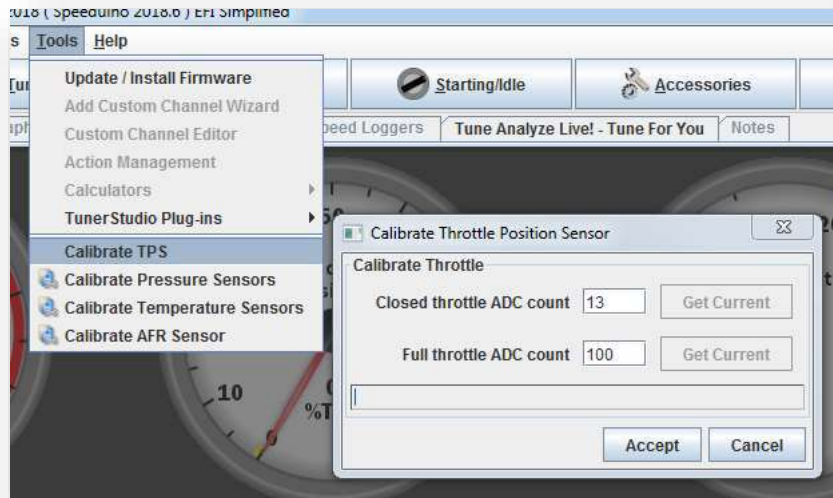 2018 ( Speeduino 2018.6 ) EFI Simplified
s Tools Help
Update / Install Firmware
Starting/Idle
Accessories
Add Custom Channel Wizard
Custom Channel Editor
peed Loggers
Tune Analyze Live! - Tune For You
Notes
Action Management
Calculators
TunerStudio Plug-ins
Calibrate TPS
Calibrate Pressure Sensors
Calibrate Temperature Sensors
Calibrate AFR Sensor
Calibrate Throttle Position Sensor
Calibrate Throttle
Closed throttle ADC count 13 Get Current
Full throttle ADC count 100 Get Current
Accept Cancel
10
%T